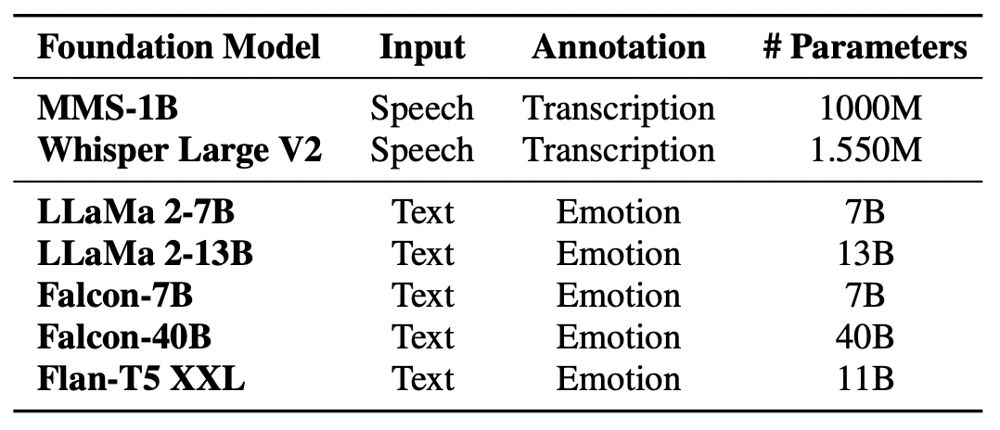 Foundation Model Input Annotation # Parameters
MMS-1B Speech Transcription 1000M
Whisper Large V2 Speech Transcription 1.550M
LLaMa 2-7B Text Emotion 7B
LLaMa 2-13B Text Emotion 13B
Falcon-7B Text Emotion 7B
Falcon-40B Text Emotion 40B
Flan-T5 XXL Text Emotion 11B